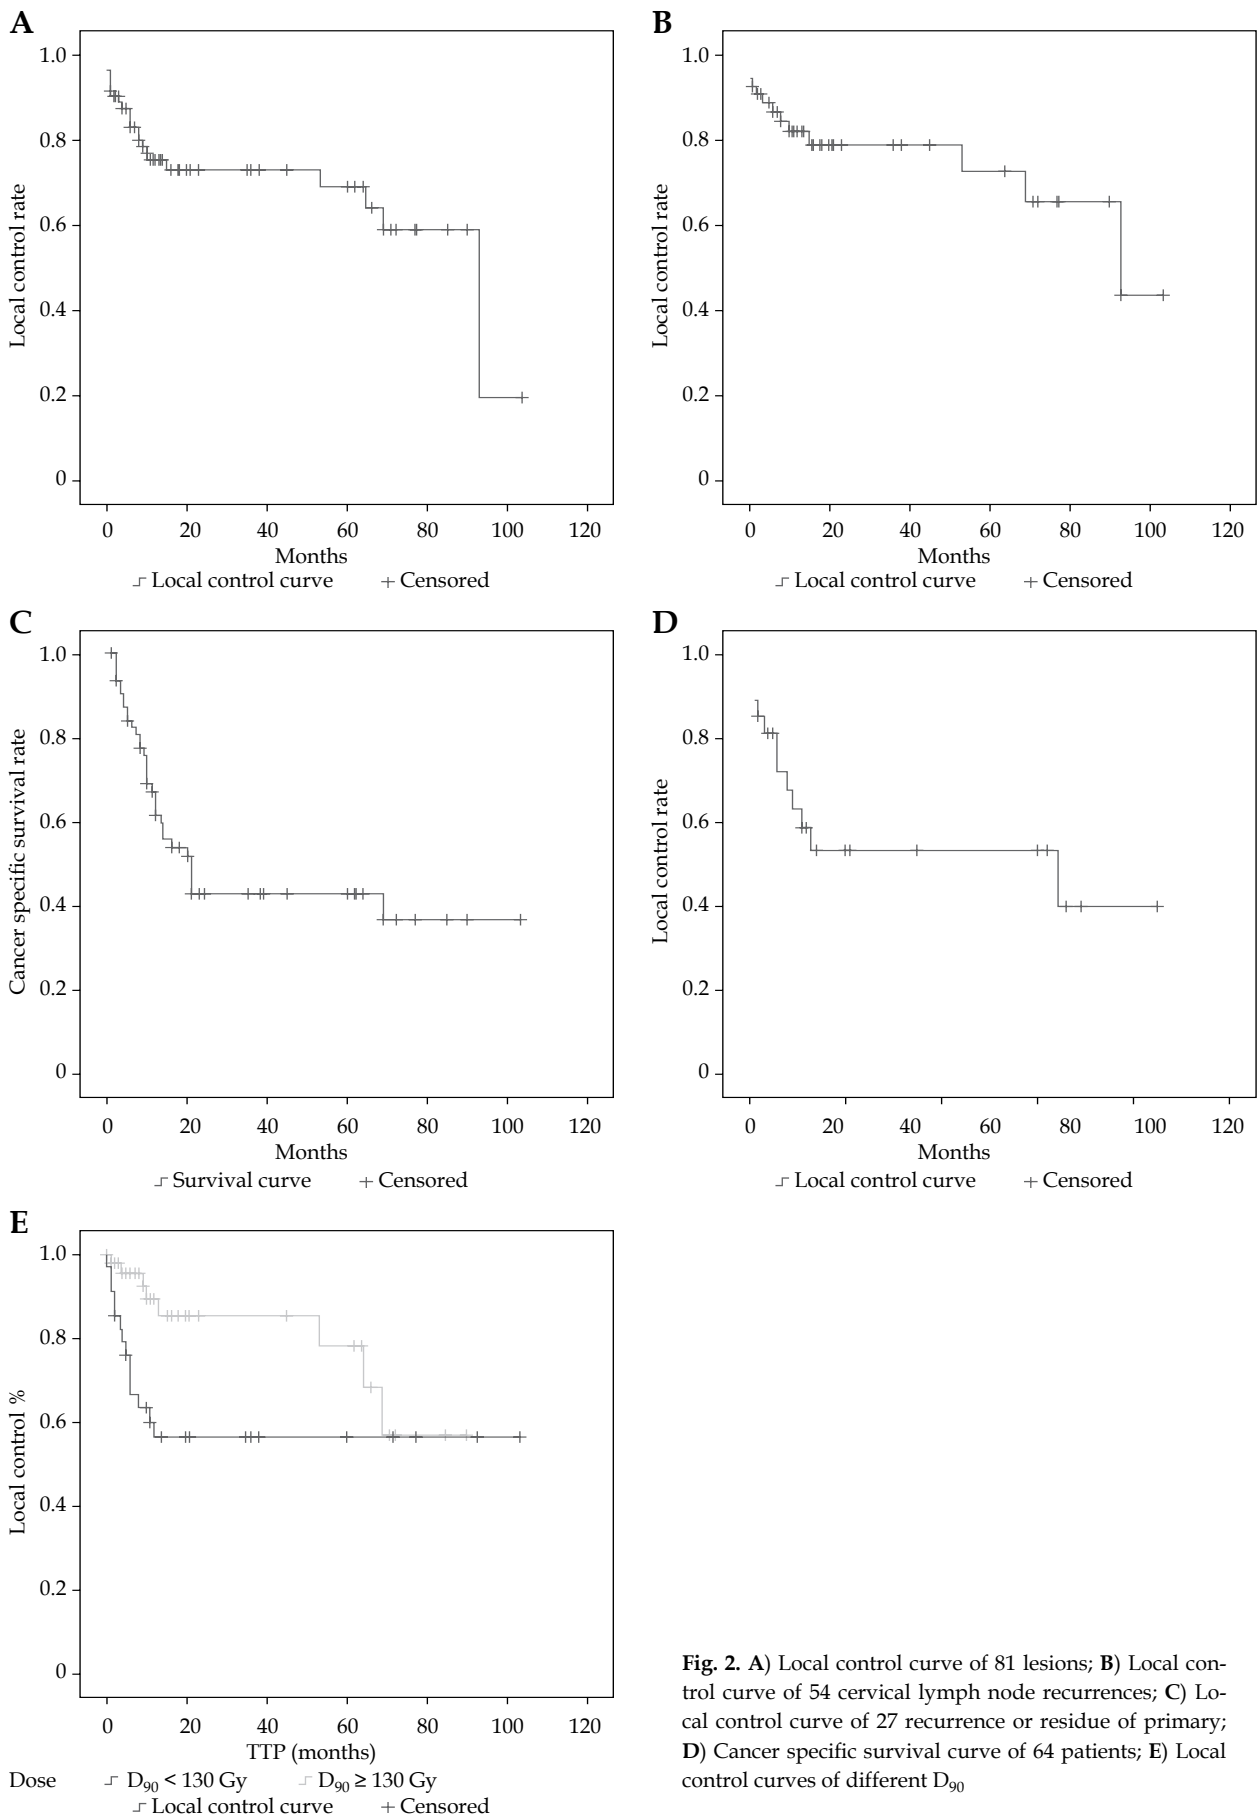 A
Local control rate
1.0
0.8
0.6
0.4
0.2
0
0 20 40 60 80 100 120
Months
Local control curve + Censored
B
Local control rate
1.0
0.8
0.6
0.4
0.2
0
0 20 40 60 80 100 120
Months
Local control curve + Censored
C
Cancer specific survival rate
1.0
0.8
0.6
0.4
0.2
0
0 20 40 60 80 100 120
Months
Survival curve + Censored
D
Local control rate
1.0
0.8
0.6
0.4
0.2
0
0 20 40 60 80 100 120
Months
Local control curve + Censored
E
Local control %
1.0
0.8
0.6
0.4
0.2
0
0 20 40 60 80 100 120
TTP (months)
Dose D90 < 130 Gy D90 ≥ 130 Gy
Local control curve + Censored
Fig. 2. A) Local control curve of 81 lesions; B) Local con-
trol curve of 54 cervical lymph node recurrences; C) Lo-
cal control curve of 27 recurrence or residue of primary;
D) Cancer specific survival curve of 64 patients; E) Local
control curves of different D90